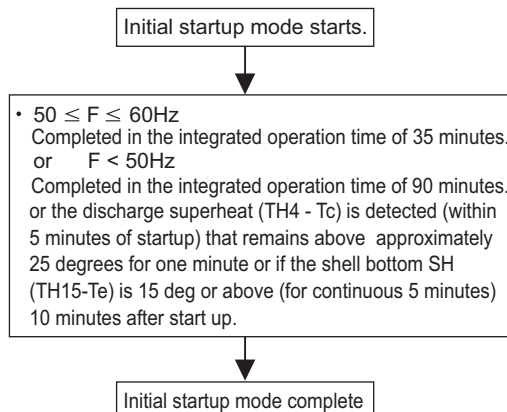 Initial startup mode starts.
・ 50 ≤ F ≤ 60Hz
Completed in the integrated operation time of 35 minutes.
or F < 50Hz
Completed in the integrated operation time of 90 minutes.
or the discharge superheat (TH4 - Tc) is detected (within
5 minutes of startup) that remains above approximately
25 degrees for one minute or if the shell bottom SH
(TH15-Te) is 15 deg or above (for continuous 5 minutes)
10 minutes after start up.
Initial startup mode complete